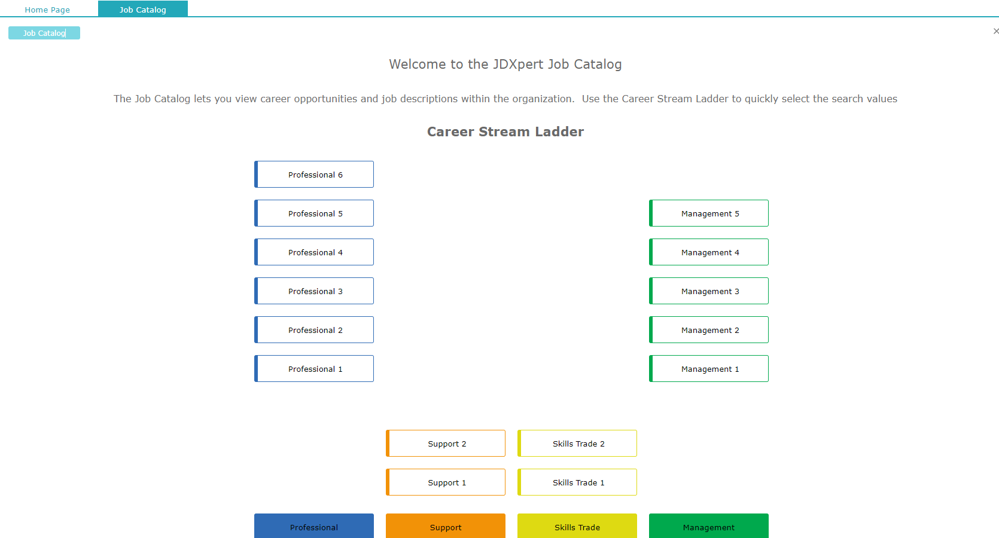 Home Page
Job Catalog
Job Catalog
×
Welcome to the JDXpert Job Catalog
The Job Catalog lets you view career opportunities and job descriptions within the organization.  Use the Career Stream Ladder to quickly select the search values
Career Stream Ladder
Professional 6
Professional 5
Management 5
Professional 4
Management 4
Professional 3
Management 3
Professional 2
Management 2
Professional 1
Management 1
Support 2
Skills Trade 2
Support 1
Skills Trade 1
Professional
Support
Skills Trade
Management